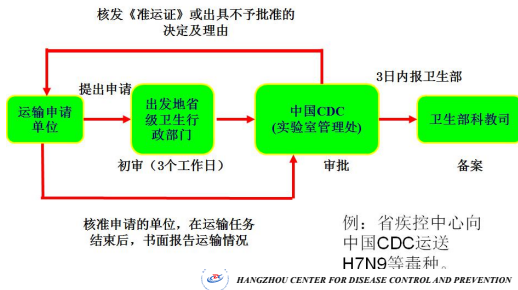 核发《准运证》或出具不予批准的
决定及理由
提出申请
3日内报卫生部
运输申请
单位
出发地省
级卫生行
政部门
中国CDC
(实验室管理处)
卫生部科教司
初审（3个工作日）
审批
备案
核准申请的单位，在运输任务
结束后，书面报告运输情况
例：省疾控中心向
中国CDC运送
H7N9等毒种。
HANGZHOU CENTER FOR DISEASE CONTROL AND PREVENTION